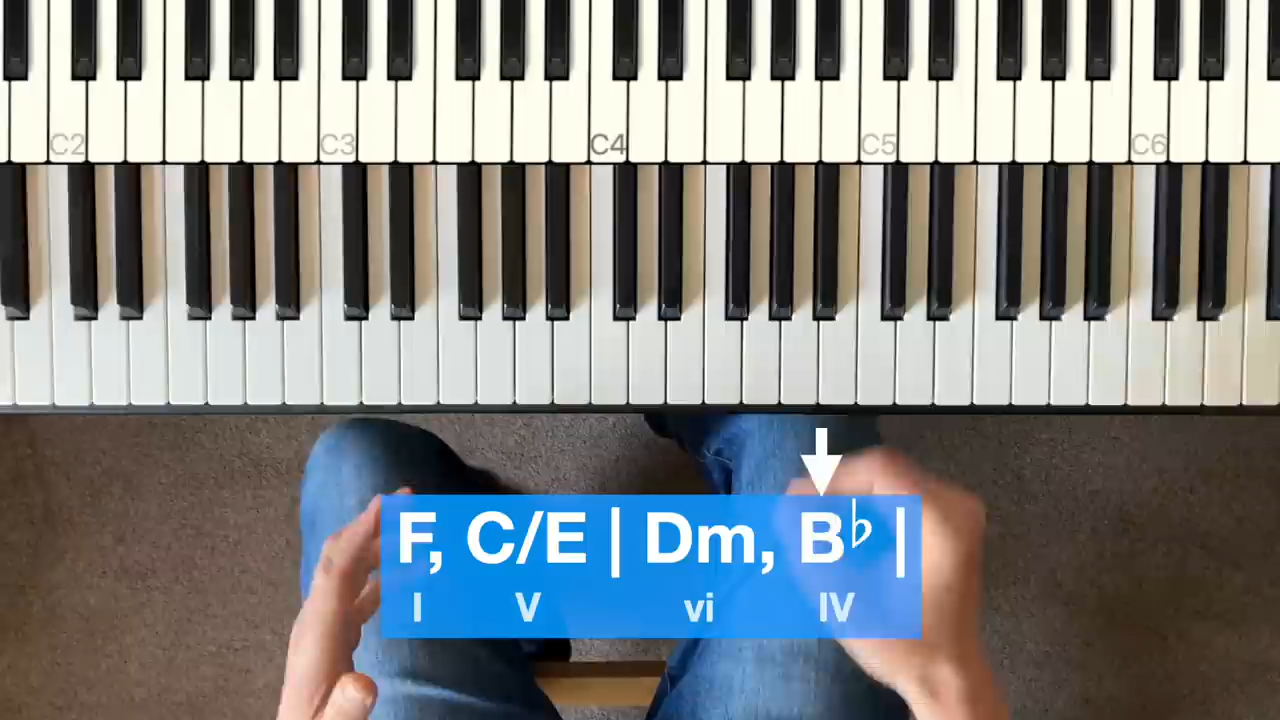 C2 C3 C4 C5 C6
F, C/E | Dm, B♭ |
I V vi IV